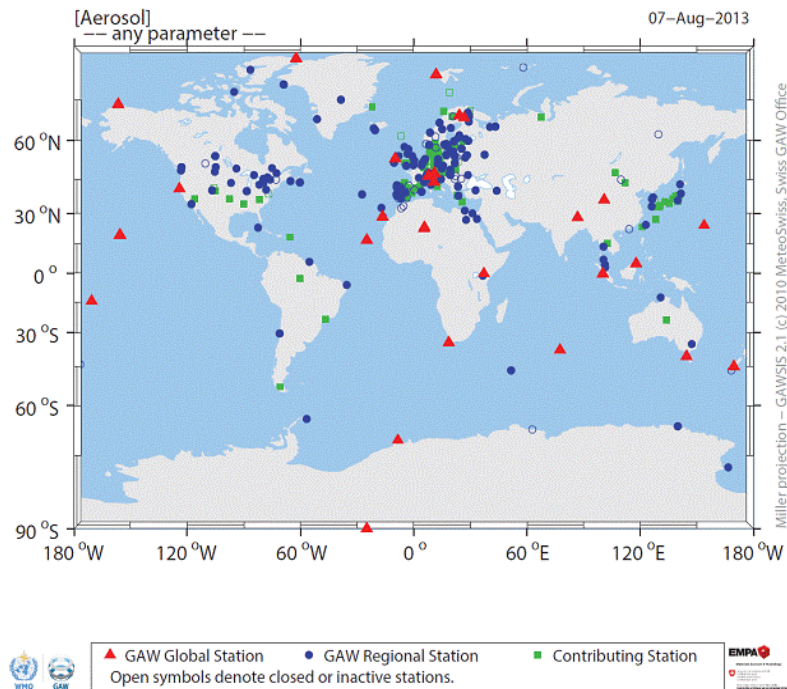 [Aerosol]
−− any parameter −−
07−Aug−2013
60 °N
30 °N
0 °
30 °S
60 °S
90 °S
180 °W
120 °W
60 °W
0 °
60 °E
120 °E
180 °W
Miller projection − GAWSIS 2.1 (c) 2010 MeteoSwiss, Swiss GAW Office
WMO
GAW
GAW Global Station
GAW Regional Station
Contributing Station
Open symbols denote closed or inactive stations.
EMPA